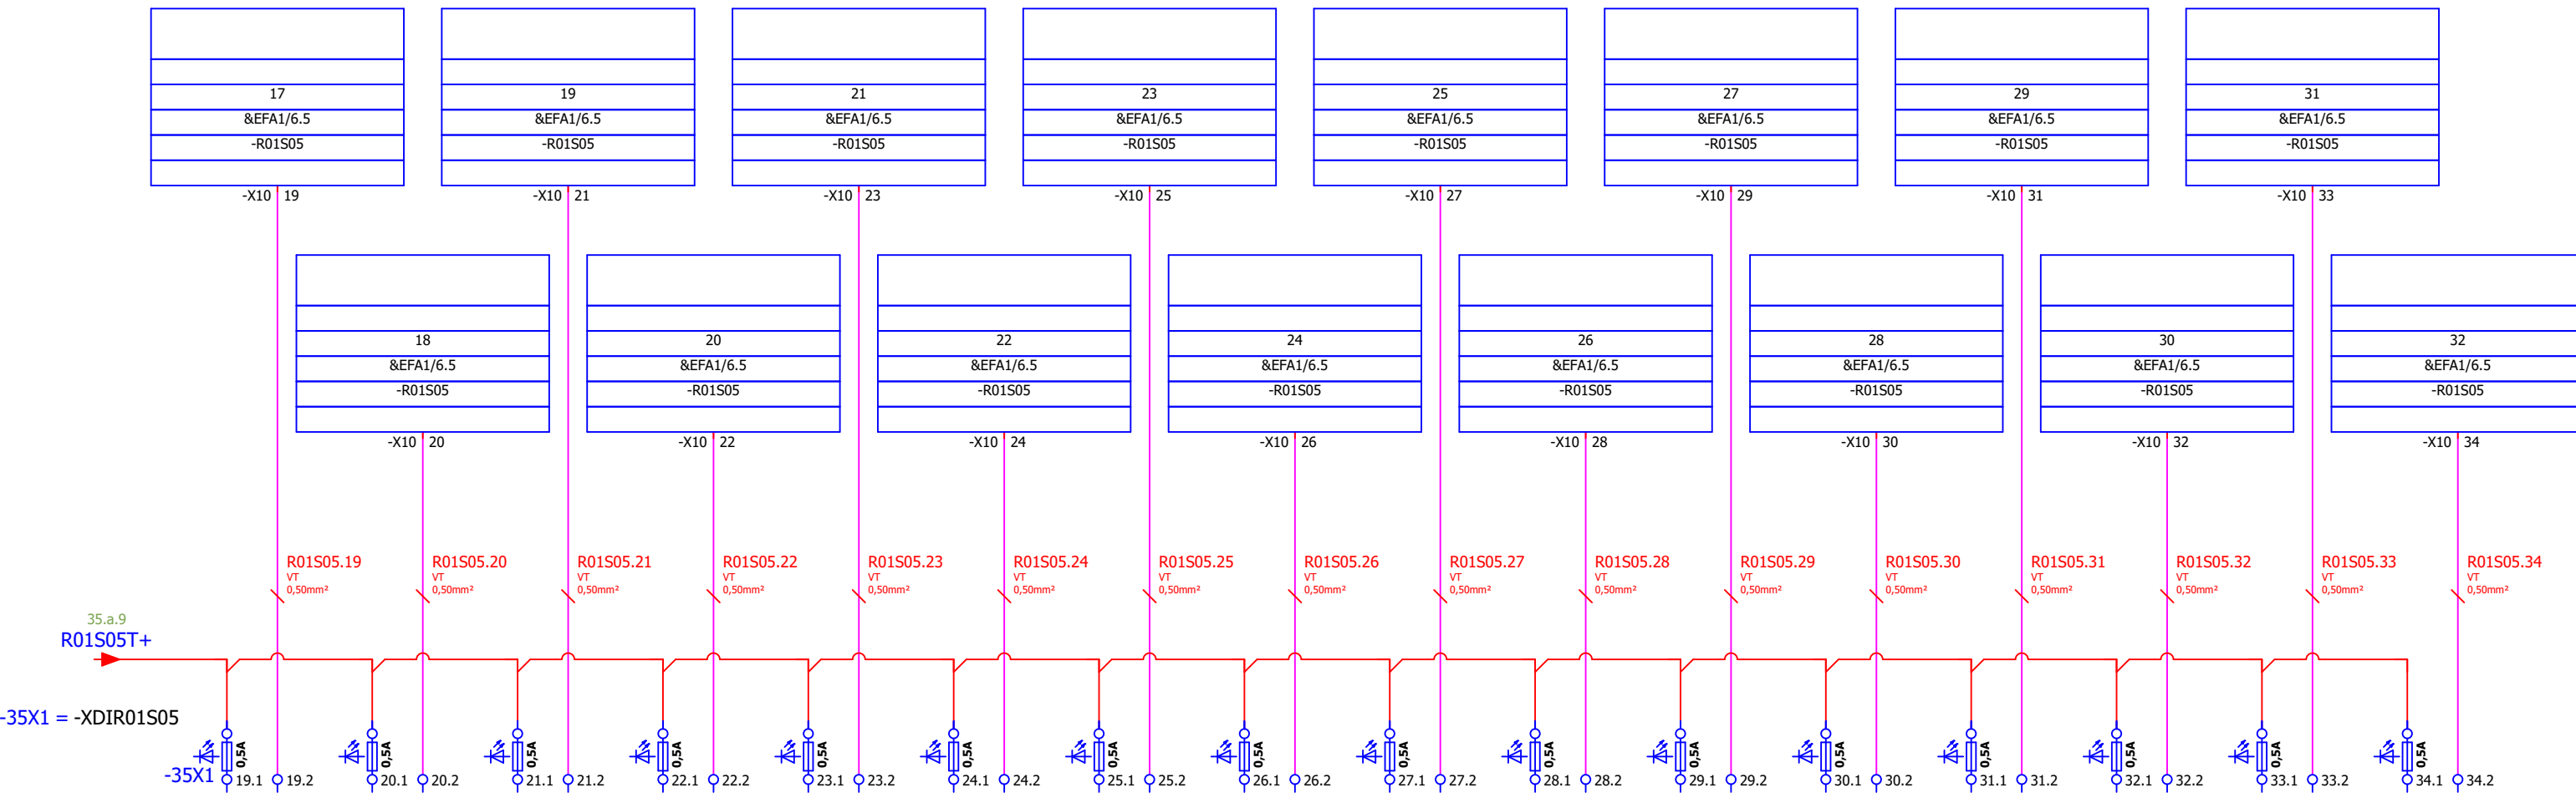 17 19 21 23 25 27 29 31
&EFA1/6.5 &EFA1/6.5 &EFA1/6.5 &EFA1/6.5 &EFA1/6.5 &EFA1/6.5 &EFA1/6.5 &EFA1/6.5
-R01S05 -R01S05 -R01S05 -R01S05 -R01S05 -R01S05 -R01S05 -R01S05
-X10 19 -X10 21 -X10 23 -X10 25 -X10 27 -X10 29 -X10 31 -X10 33
18 20 22 24 26 28 30 32
&EFA1/6.5 &EFA1/6.5 &EFA1/6.5 &EFA1/6.5 &EFA1/6.5 &EFA1/6.5 &EFA1/6.5 &EFA1/6.5
-R01S05 -R01S05 -R01S05 -R01S05 -R01S05 -R01S05 -R01S05 -R01S05
-X10 20 -X10 22 -X10 24 -X10 26 -X10 28 -X10 30 -X10 32 -X10 34
R01S05.19 R01S05.20 R01S05.21 R01S05.22 R01S05.23 R01S05.24 R01S05.25 R01S05.26 R01S05.27 R01S05.28 R01S05.29 R01S05.30 R01S05.31 R01S05.32 R01S05.33 R01S05.34
VT VT VT VT VT VT VT VT VT VT VT VT VT VT VT VT
0,50mm² 0,50mm² 0,50mm² 0,50mm² 0,50mm² 0,50mm² 0,50mm² 0,50mm² 0,50mm² 0,50mm² 0,50mm² 0,50mm² 0,50mm² 0,50mm² 0,50mm² 0,50mm²
35.a.9
R01S05T+
-35X1 = -XDIR01S05
0,5A 0,5A 0,5A 0,5A 0,5A 0,5A 0,5A 0,5A 0,5A 0,5A 0,5A 0,5A 0,5A 0,5A 0,5A 0,5A
-35X1 19.1 19.2 20.1 20.2 21.1 21.2 22.1 22.2 23.1 23.2 24.1 24.2 25.1 25.2 26.1 26.2 27.1 27.2 28.1 28.2 29.1 29.2 30.1 30.2 31.1 31.2 32.1 32.2 33.1 33.2 34.1 34.2